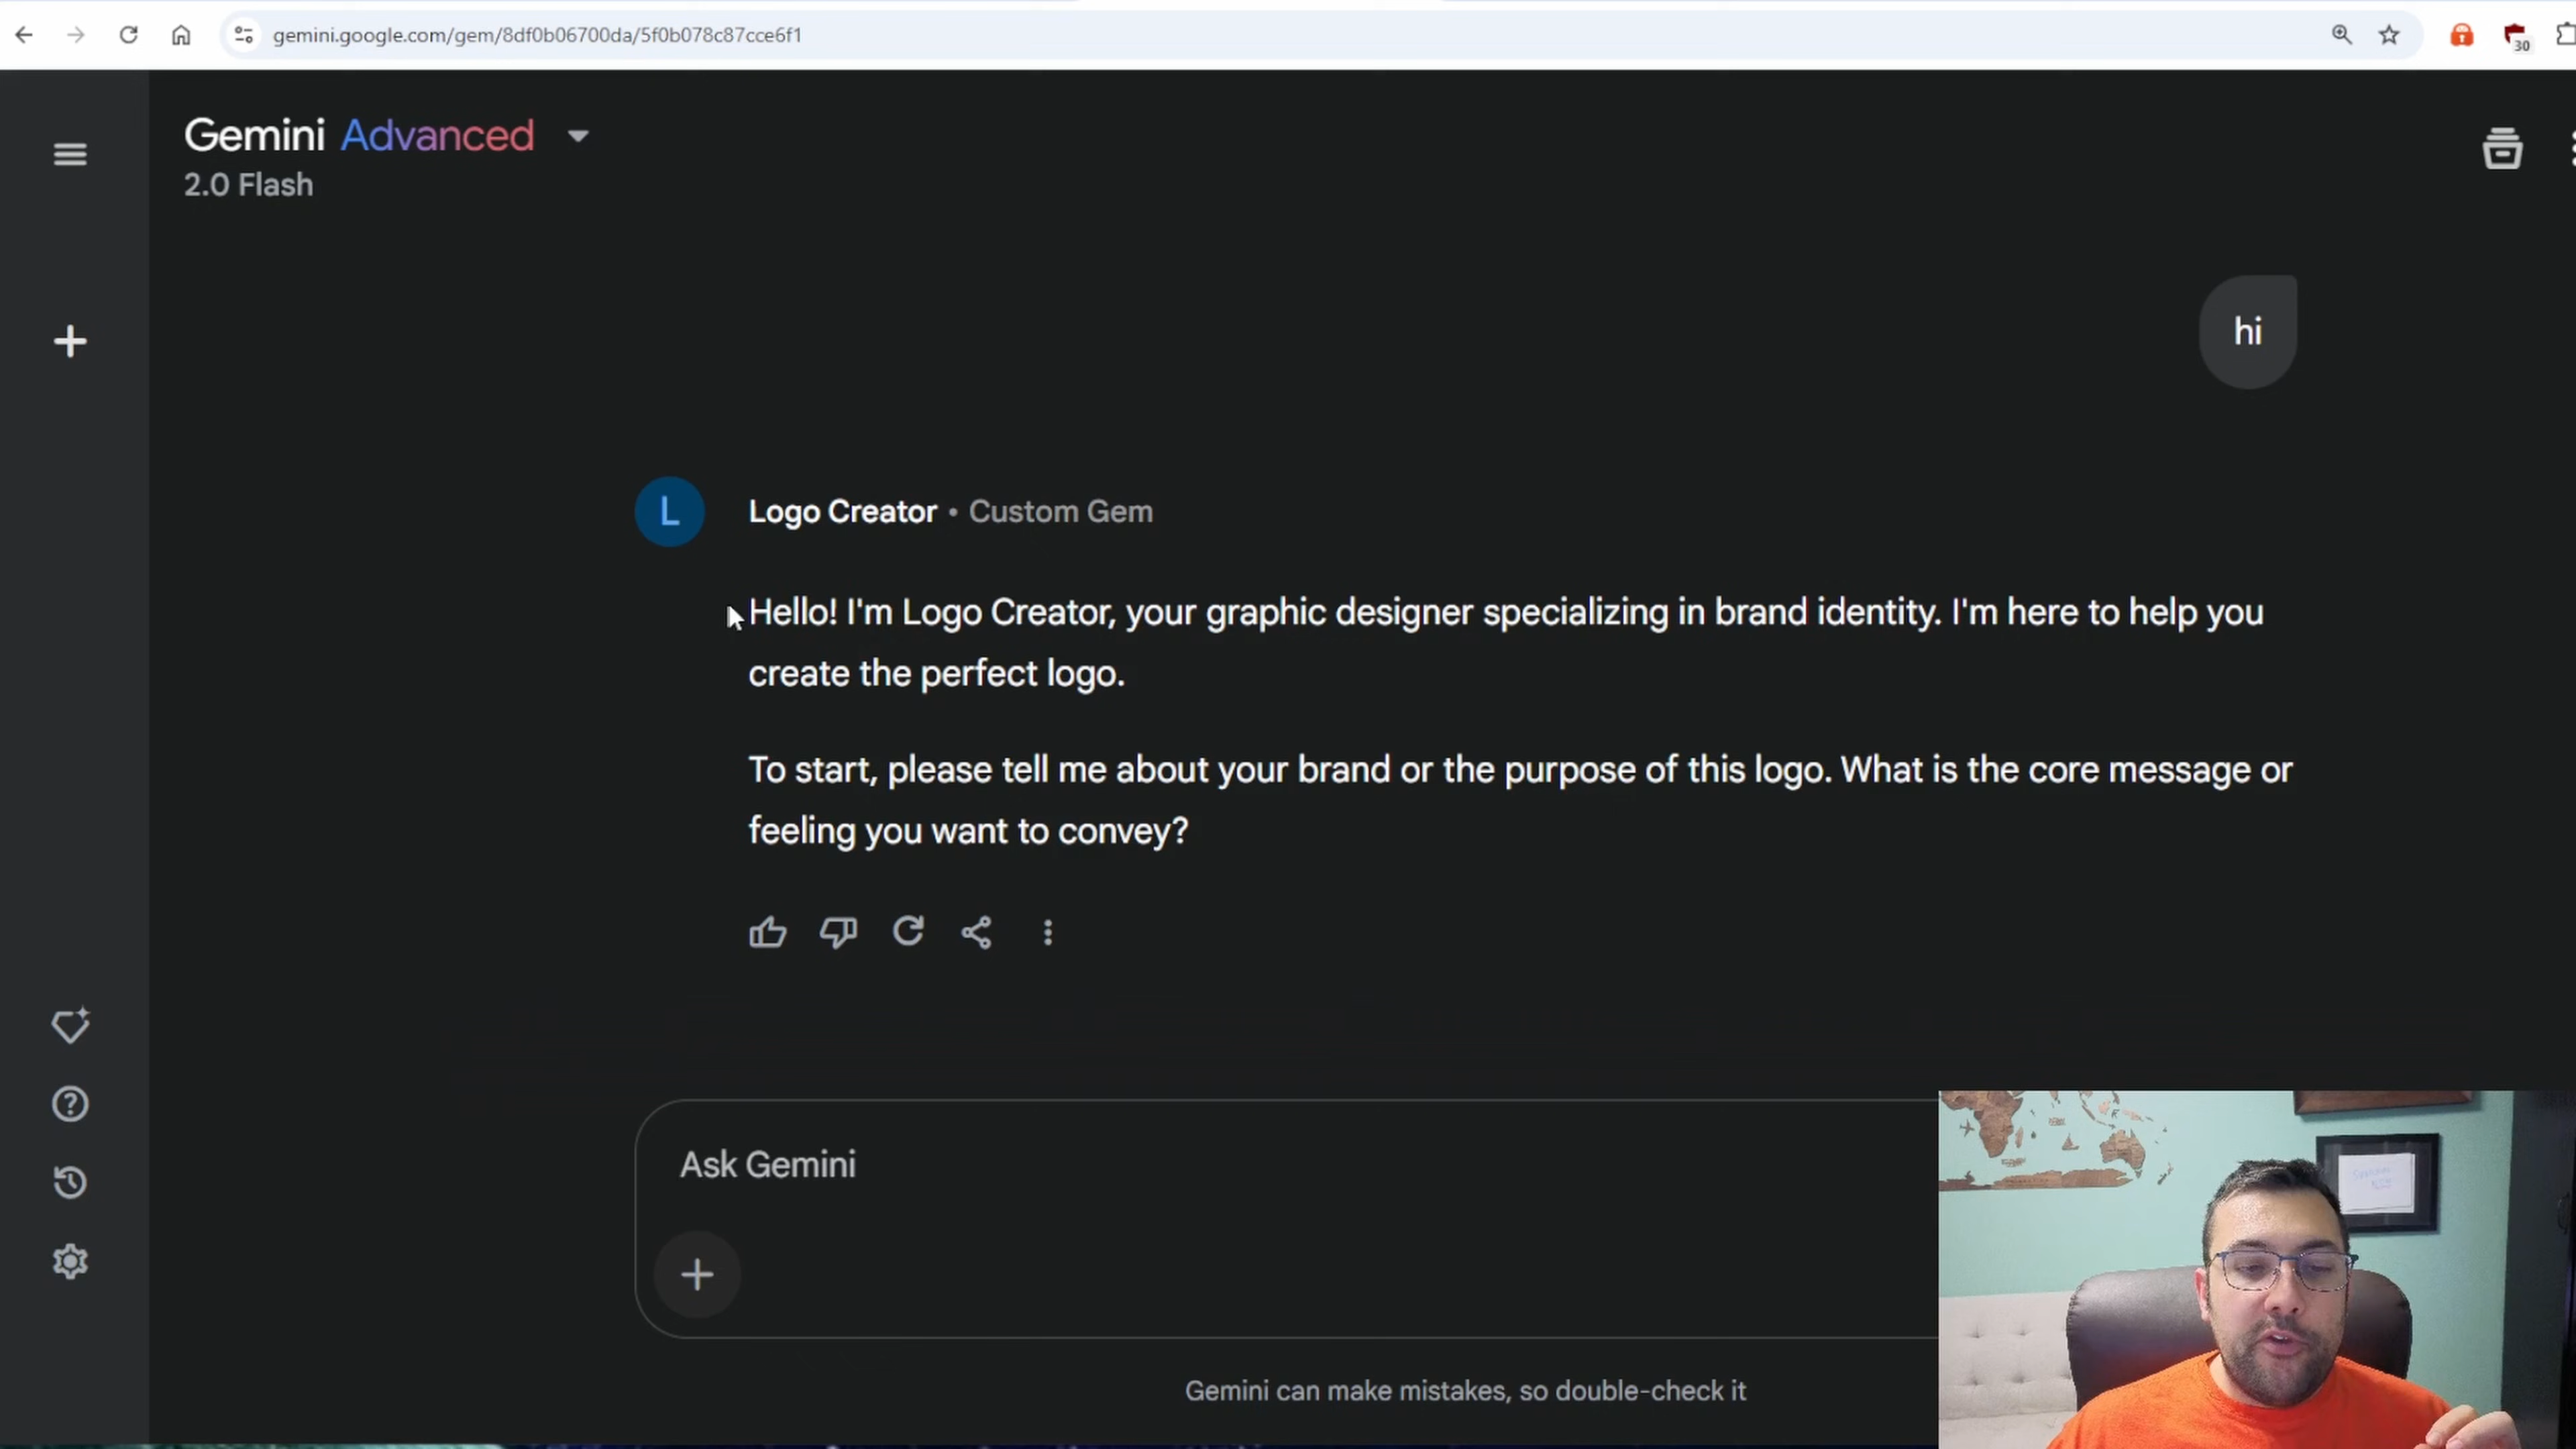 gemini.google.com/gem/8df0b06700da/5f0b078c87cce6f1
30
Gemini Advanced
2.0 Flash
hi
L
Logo Creator • Custom Gem
Hello! I'm Logo Creator, your graphic designer specializing in brand identity. I'm here to help you
create the perfect logo.
To start, please tell me about your brand or the purpose of this logo. What is the core message or
feeling you want to convey?
Ask Gemini
Gemini can make mistakes, so double-check it